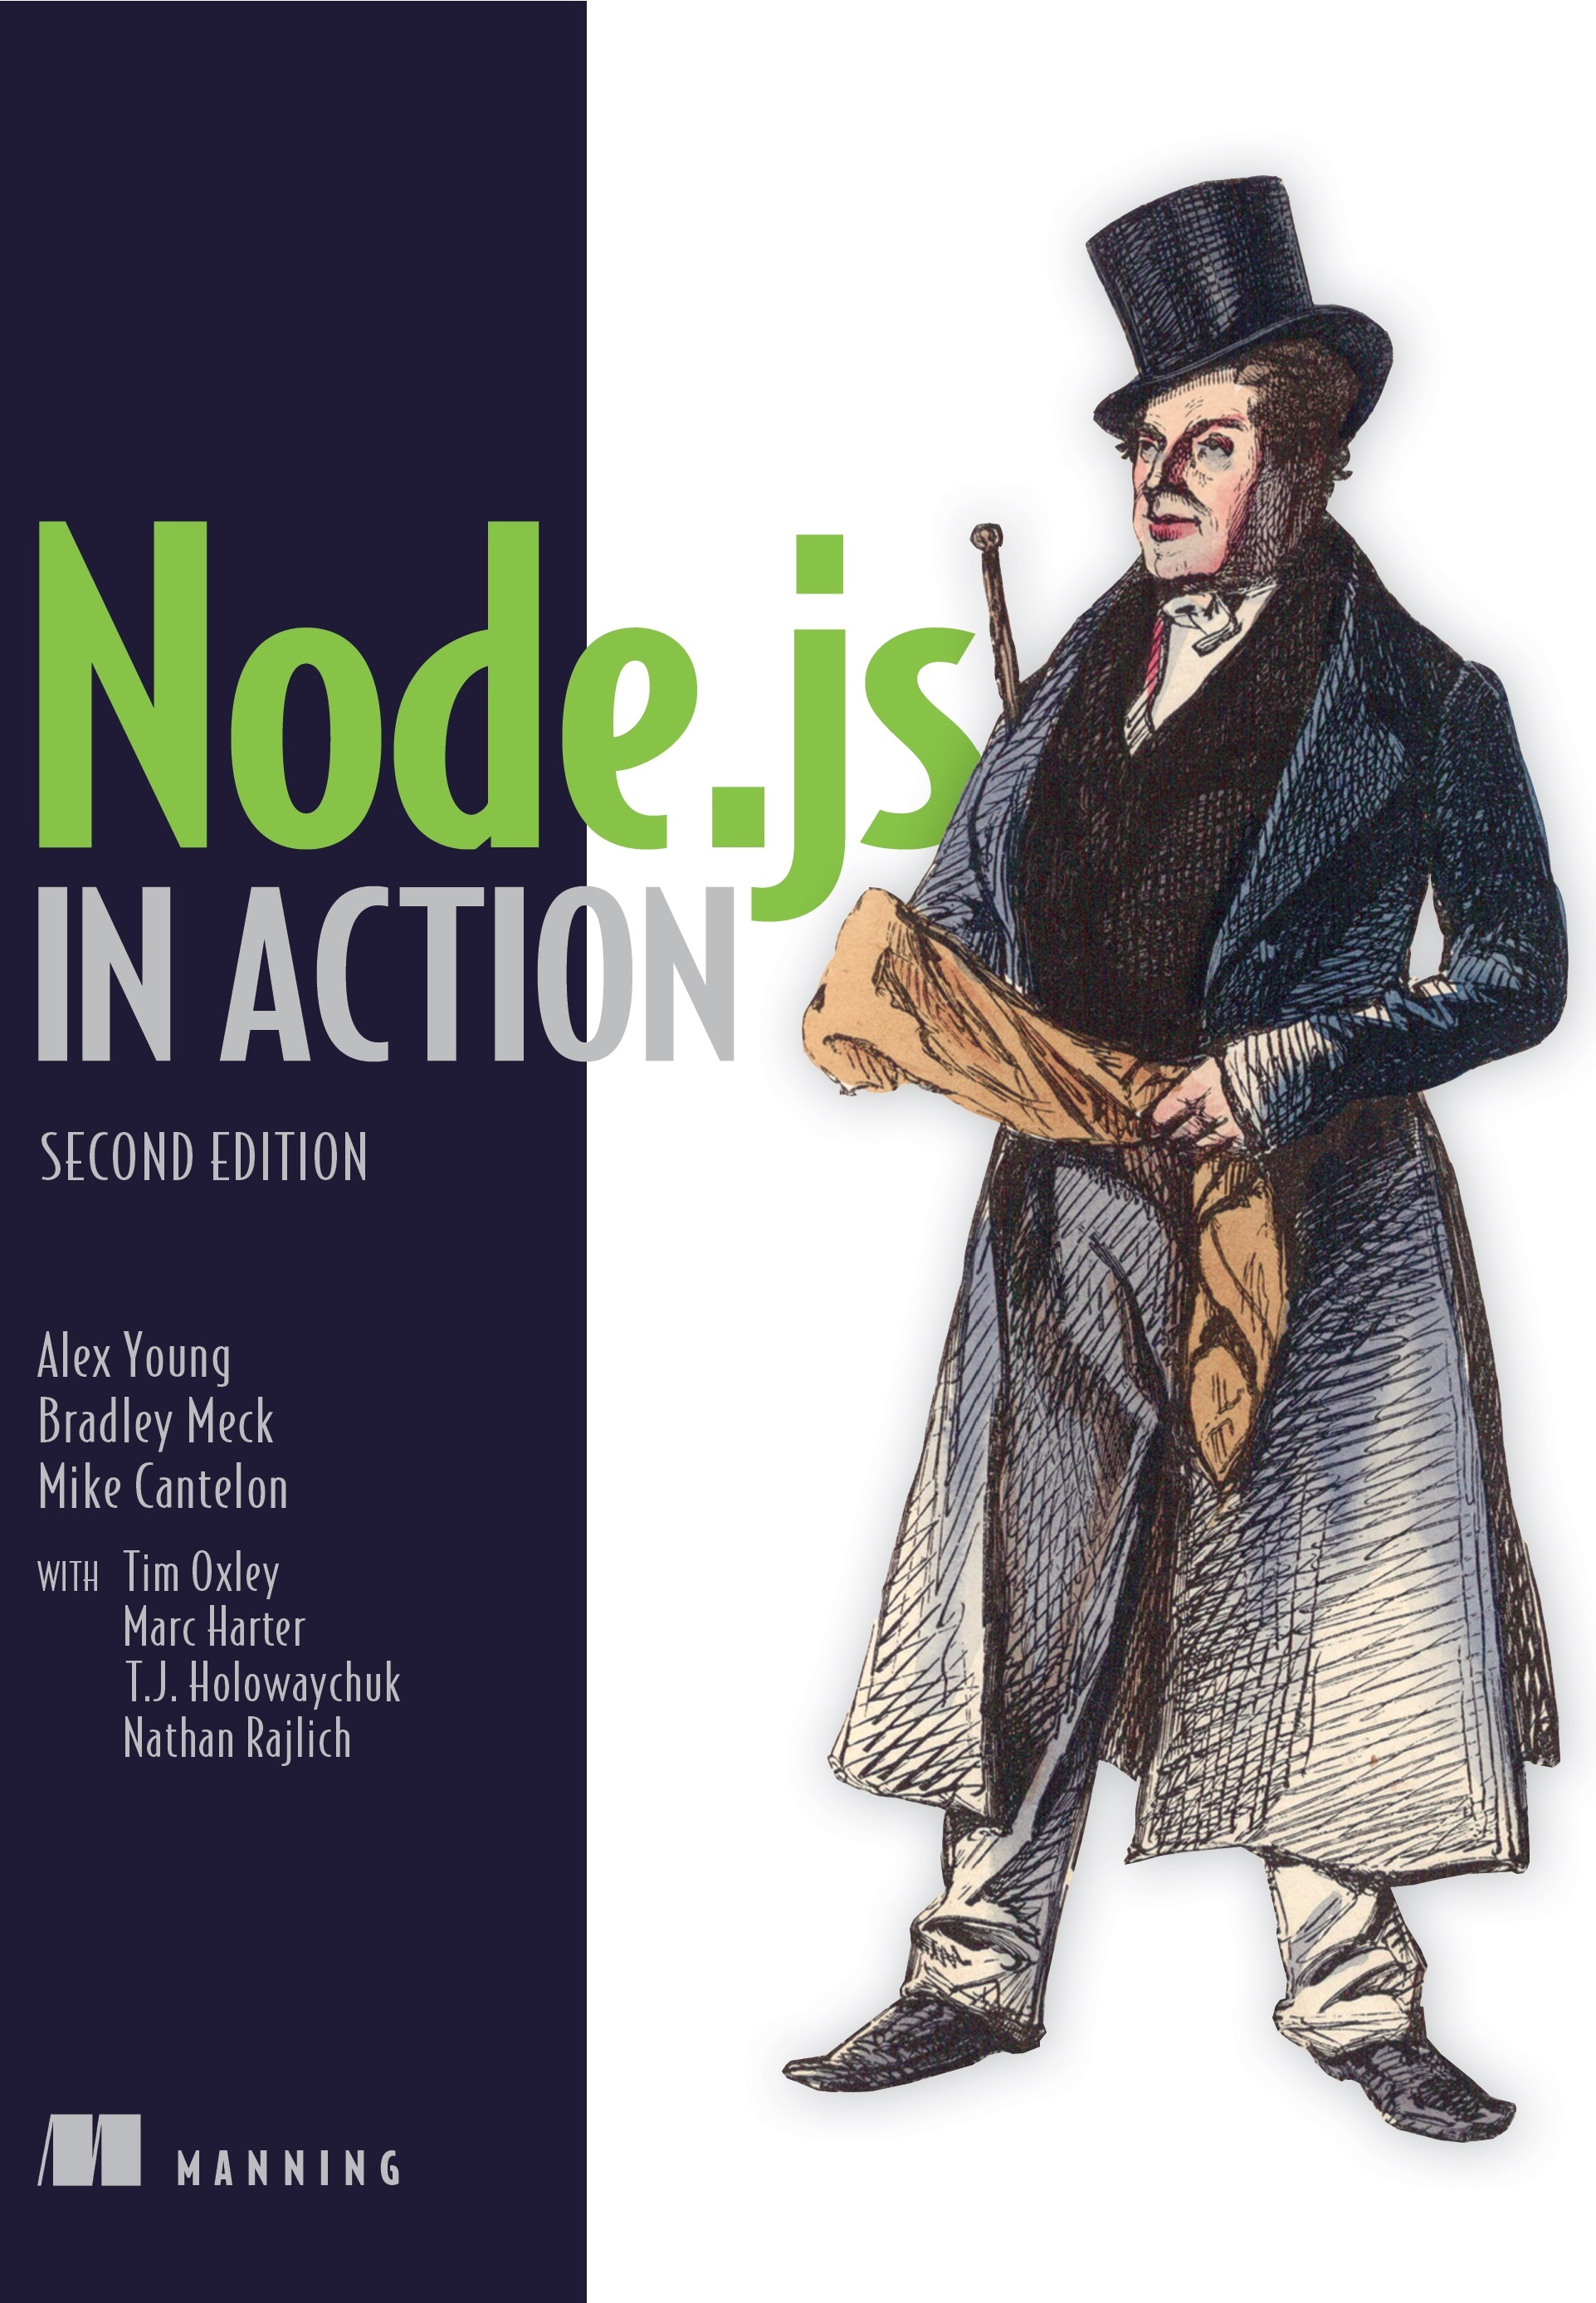 Node.js
IN ACTION
SECOND EDITION
Alex Young
Bradley Meck
Mike Cantelon
WITH Tim Oxley
Marc Harter
T.J. Holowaychuk
Nathan Rajlich
MANNING